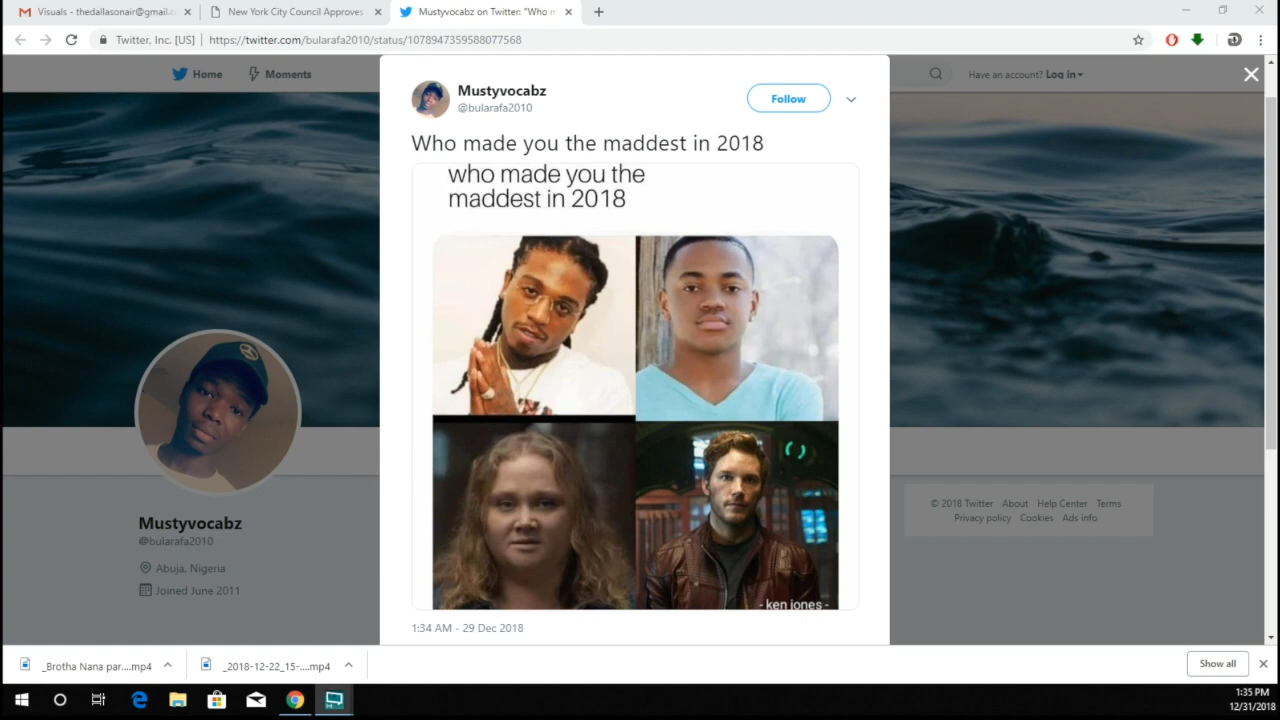 Visuals - thedallasonair@gmail.c
New York City Council Approves
Mustyvocabz on Twitter: "Who m
Twitter, Inc. [US] | https://twitter.com/bularafa2010/status/1078947359588077568
Home
Moments
Have an account? Log in
Mustyvocabz
@bularafa2010
Follow
Who made you the maddest in 2018
who made you the
maddest in 2018
- ken jones -
1:34 AM - 29 Dec 2018
Mustyvocabz
@bularafa2010
Abuja, Nigeria
Joined June 2011
© 2018 Twitter About Help Center Terms
Privacy policy Cookies Ads info
_Brotha Nana par....mp4
_2018-12-22_15-....mp4
Show all
1:35 PM
12/31/2018